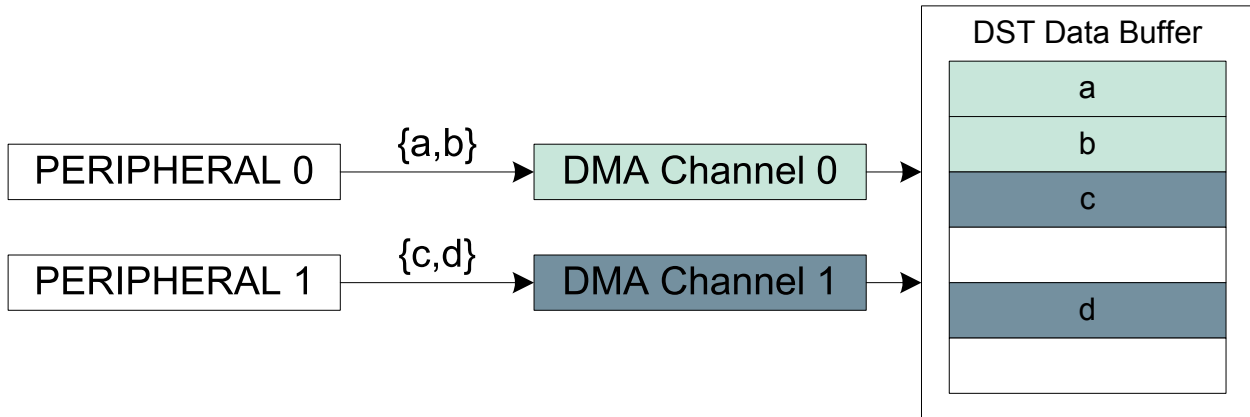 DST Data Buffer
a
b
c
d
{a,b}
PERIPHERAL 0
DMA Channel 0
{c,d}
PERIPHERAL 1
DMA Channel 1